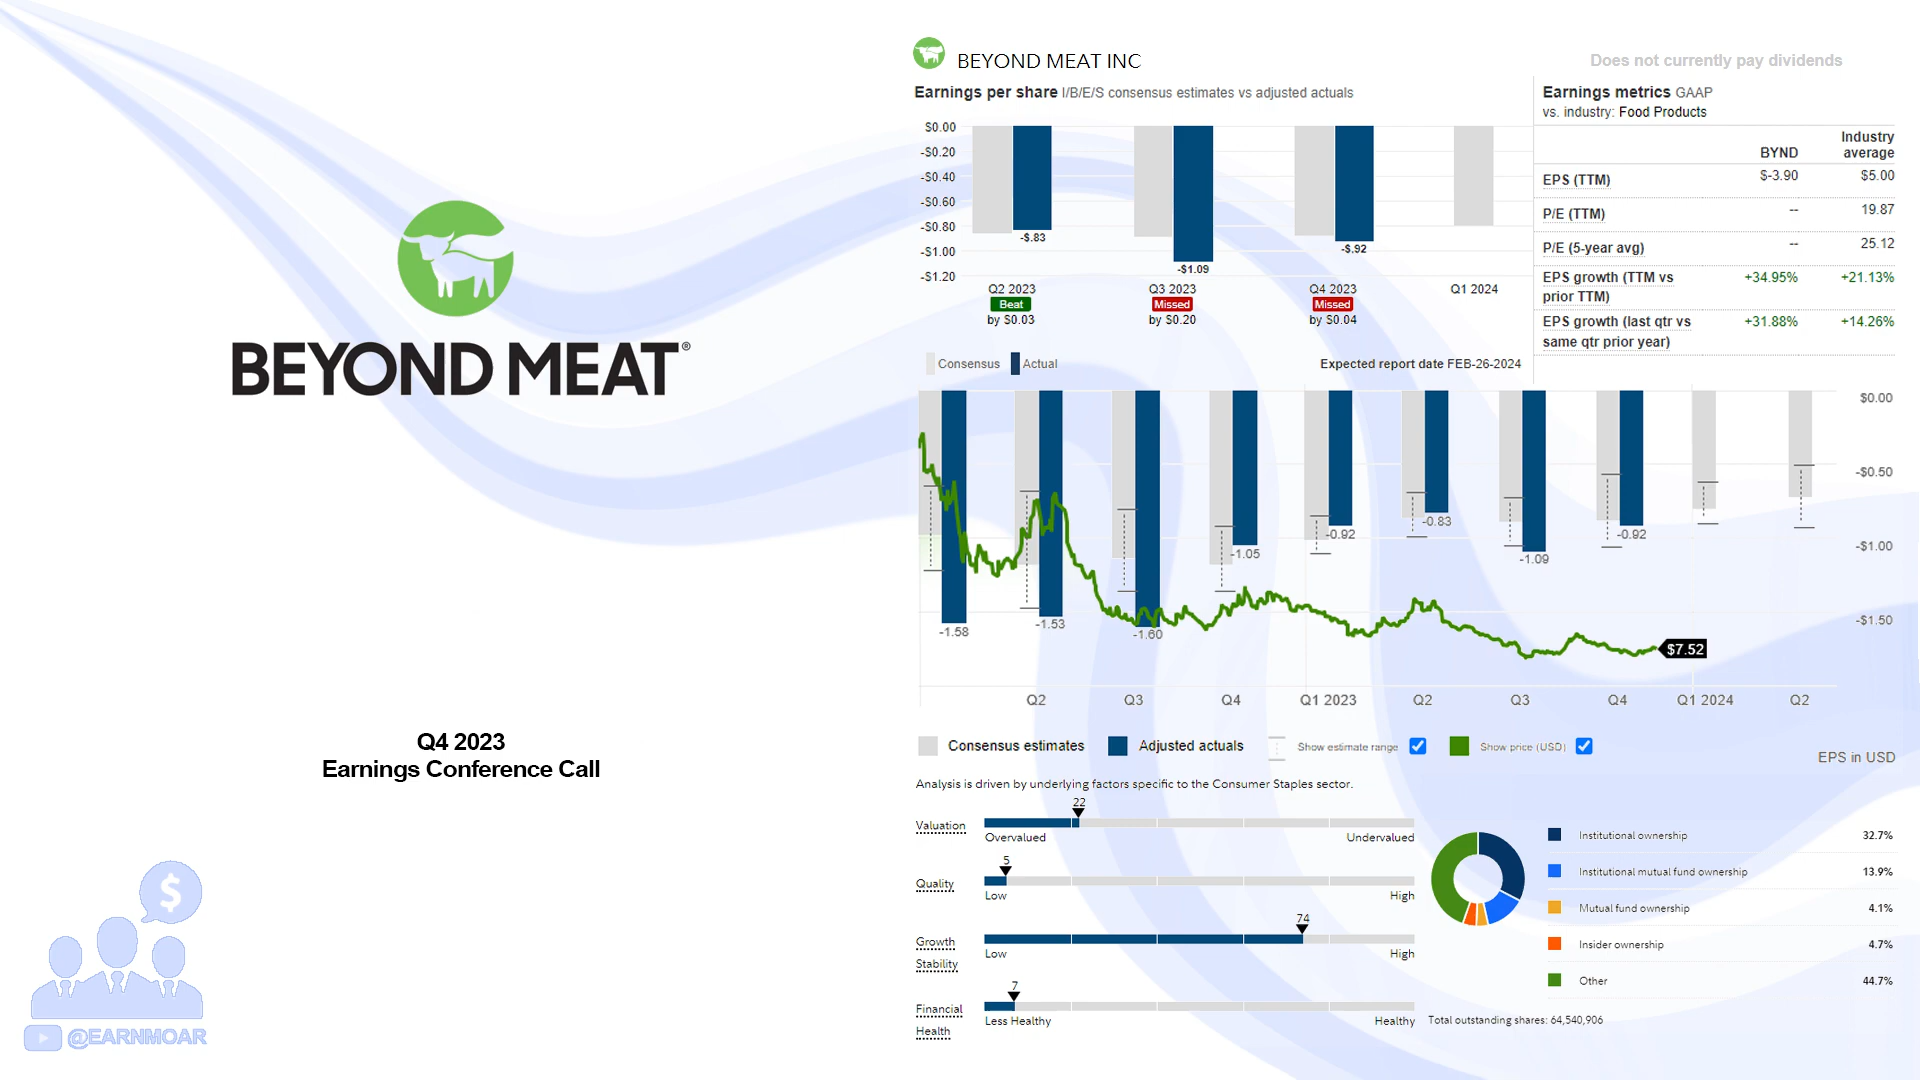 BEYOND MEAT®
Q4 2023
Earnings Conference Call
$
@EARNMOAR
BEYOND MEAT INC
Does not currently pay dividends
Earnings per share I/B/E/S consensus estimates vs adjusted actuals
$0.00
-$0.20
-$0.40
-$0.60
-$0.80
-$1.00
-$1.20
-$.83
-$1.09
-$.92
Q2 2023
Beat
by $0.03
Q3 2023
Missed
by $0.20
Q4 2023
Missed
by $0.04
Q1 2024
Consensus Actual
Expected report date FEB-26-2024
Earnings metrics GAAP
vs. industry: Food Products
BYND Industry average
EPS (TTM) $-3.90 $5.00
P/E (TTM) -- 19.87
P/E (5-year avg) -- 25.12
EPS growth (TTM vs prior TTM) +34.95% +21.13%
EPS growth (last qtr vs same qtr prior year) +31.88% +14.26%
$0.00
-$0.50
-$1.00
-$1.50
-1.58
-1.53
-1.60
-1.05
-0.92
-0.83
-1.09
-0.92
$7.52
Q2 Q3 Q4 Q1 2023 Q2 Q3 Q4 Q1 2024 Q2
Consensus estimates Adjusted actuals Show estimate range Show price (USD)
EPS in USD
Analysis is driven by underlying factors specific to the Consumer Staples sector.
22
Valuation
Overvalued Undervalued
5
Quality
Low High
74
Growth Stability
Low High
7
Financial Health
Less Healthy Healthy
Institutional ownership 32.7%
Institutional mutual fund ownership 13.9%
Mutual fund ownership 4.1%
Insider ownership 4.7%
Other 44.7%
Total outstanding shares: 64,540,906